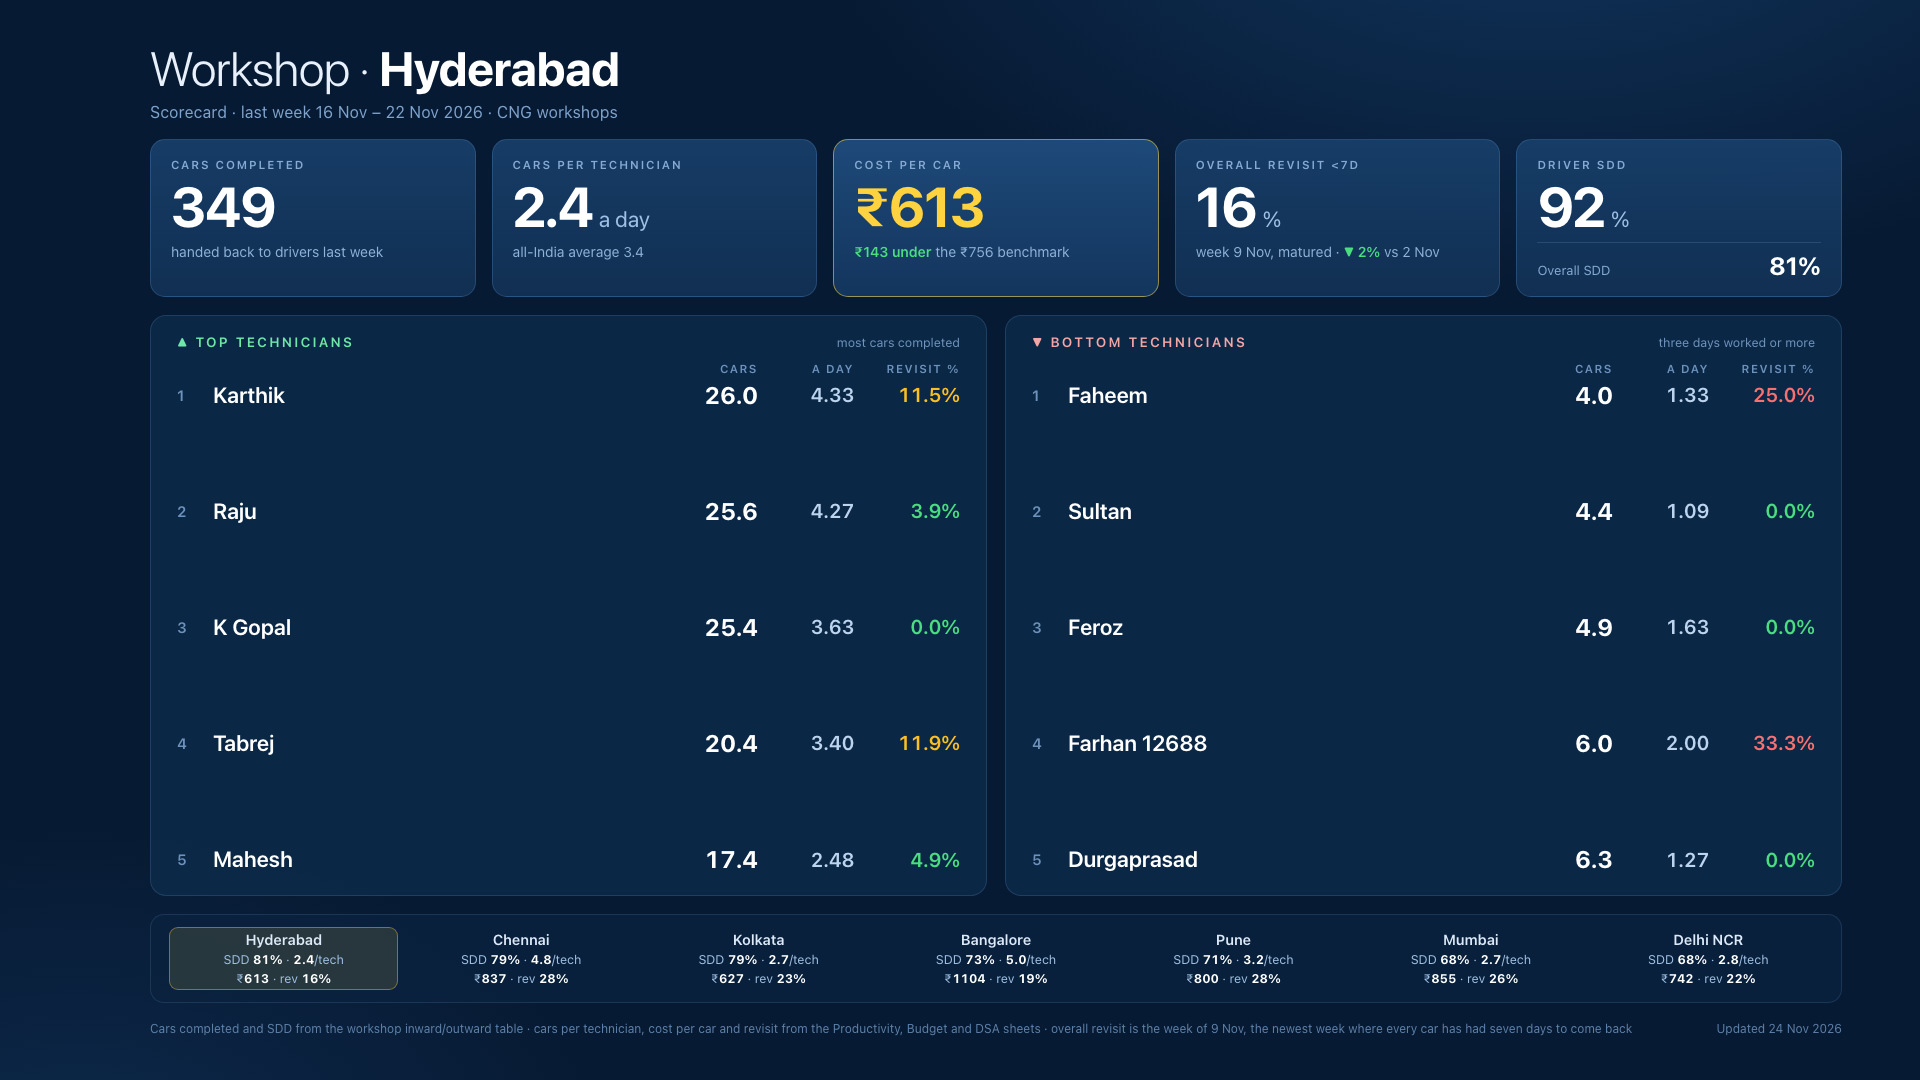 Workshop · Hyderabad
Scorecard · last week 16 Nov – 22 Nov 2026 · CNG workshops
CARS COMPLETED
349
handed back to drivers last week
CARS PER TECHNICIAN
2.4 a day
all-India average 3.4
COST PER CAR
₹613
₹143 under the ₹756 benchmark
OVERALL REVISIT <7D
16 %
week 9 Nov, matured · ▼ 2% vs 2 Nov
DRIVER SDD
92 %
Overall SDD 81%
▲ TOP TECHNICIANS most cars completed
CARS A DAY REVISIT %
1 Karthik 26.0 4.33 11.5%
2 Raju 25.6 4.27 3.9%
3 K Gopal 25.4 3.63 0.0%
4 Tabrej 20.4 3.40 11.9%
5 Mahesh 17.4 2.48 4.9%
▼ BOTTOM TECHNICIANS three days worked or more
CARS A DAY REVISIT %
1 Faheem 4.0 1.33 25.0%
2 Sultan 4.4 1.09 0.0%
3 Feroz 4.9 1.63 0.0%
4 Farhan 12688 6.0 2.00 33.3%
5 Durgaprasad 6.3 1.27 0.0%
Hyderabad
SDD 81% · 2.4/tech
₹613 · rev 16%
Chennai
SDD 79% · 4.8/tech
₹837 · rev 28%
Kolkata
SDD 79% · 2.7/tech
₹627 · rev 23%
Bangalore
SDD 73% · 5.0/tech
₹1104 · rev 19%
Pune
SDD 71% · 3.2/tech
₹800 · rev 28%
Mumbai
SDD 68% · 2.7/tech
₹855 · rev 26%
Delhi NCR
SDD 68% · 2.8/tech
₹742 · rev 22%
Cars completed and SDD from the workshop inward/outward table · cars per technician, cost per car and revisit from the Productivity, Budget and DSA sheets · overall revisit is the week of 9 Nov, the newest week where every car has had seven days to come back
Updated 24 Nov 2026